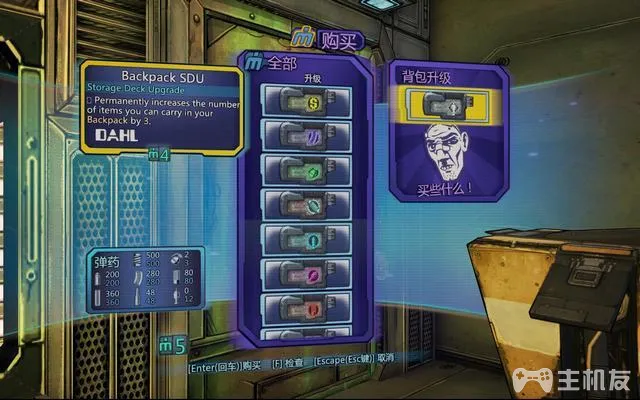 购买
全部
升级
Backpack SDU
Storage Deck Upgrade
Permanently increases the number
of items you can carry in your
Backpack by 3.
DAHL
4
背包升级
买些什么！
弹药
500
500
2
3
200
200
280
280
80
80
360
360
48
48
0
12
5
[Enter(回车)]购买 [F] 检查 [Escape(Esc键)] 取消
主机友